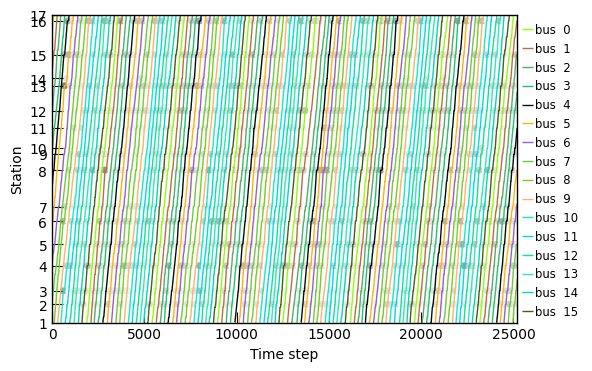 17
16
15
14
13
12
11
10
9
8
7
6
5
4
3
2
1
Station
0
5000
10000
15000
20000
25000
Time step
bus 0
bus 1
bus 2
bus 3
bus 4
bus 5
bus 6
bus 7
bus 8
bus 9
bus 10
bus 11
bus 12
bus 13
bus 14
bus 15